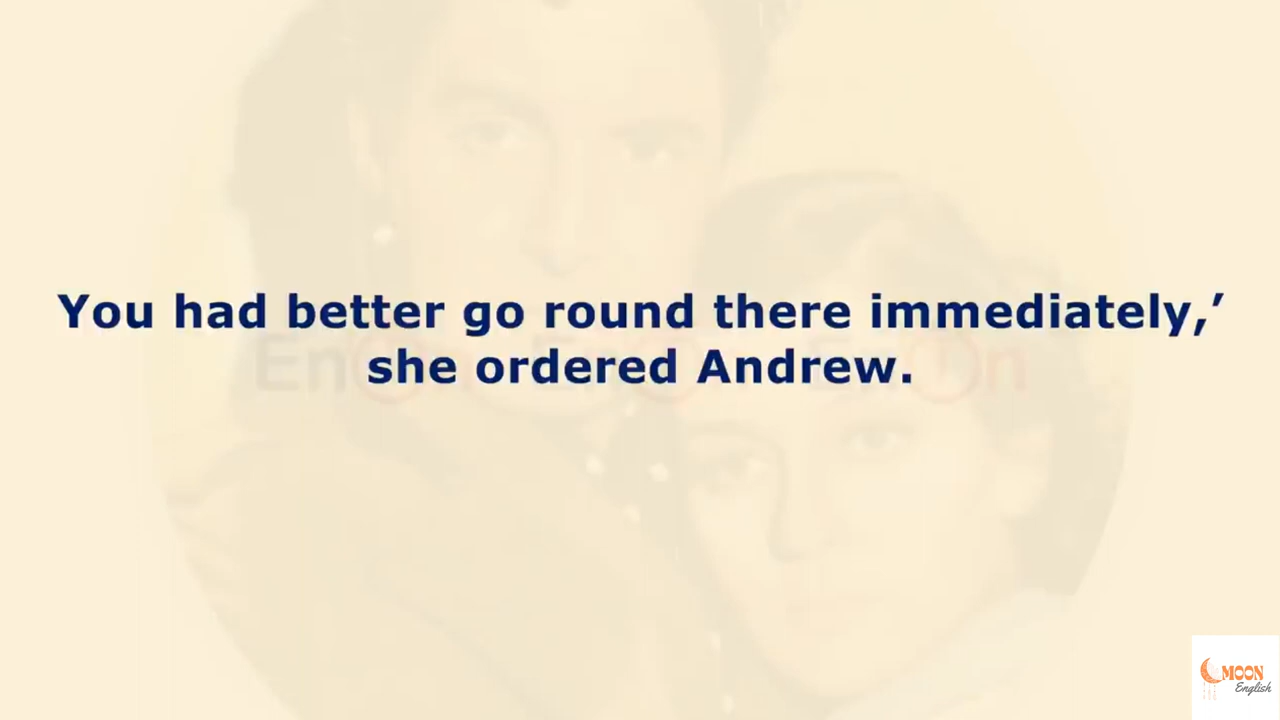 You had better go round there immediately,’
she ordered Andrew.
MOON
English